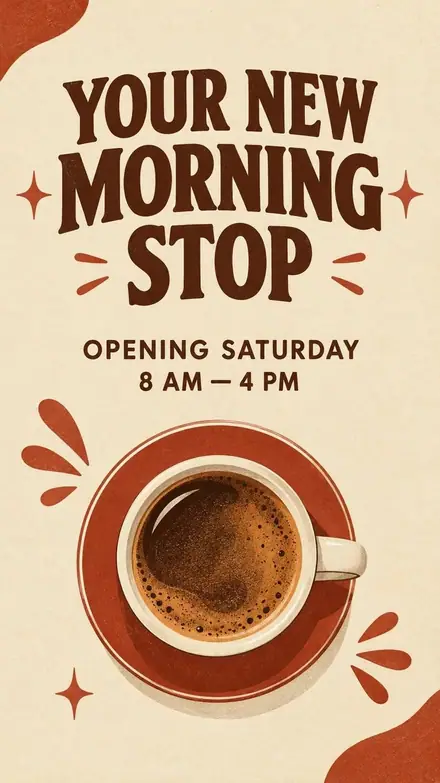 YOUR NEW
MORNING
STOP
OPENING SATURDAY
8 AM — 4 PM